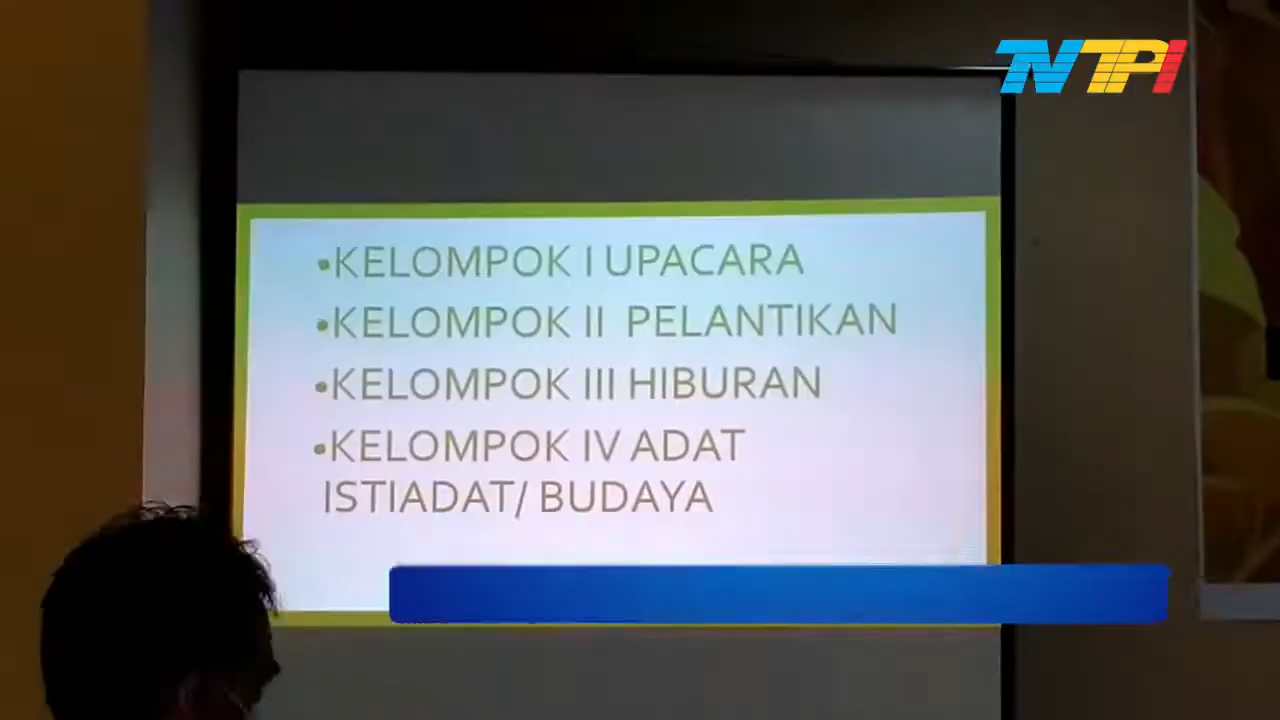 NTPI
•KELOMPOK I UPACARA
•KELOMPOK II PELANTIKAN
•KELOMPOK III HIBURAN
•KELOMPOK IV ADAT
ISTIADAT/ BUDAYA